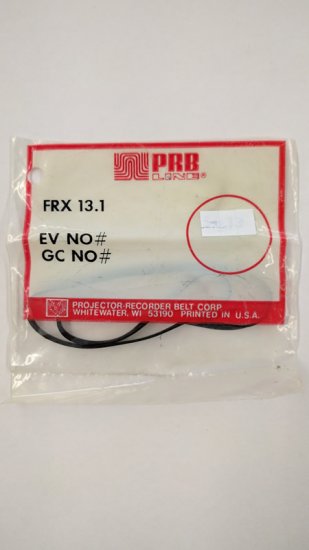 PRB
LINE®
FRX 13.1
EV NO#
GC NO#
PROJECTOR-RECORDER BELT CORP.
WHITEWATER, WI 53190 PRINTED IN U.S.A.